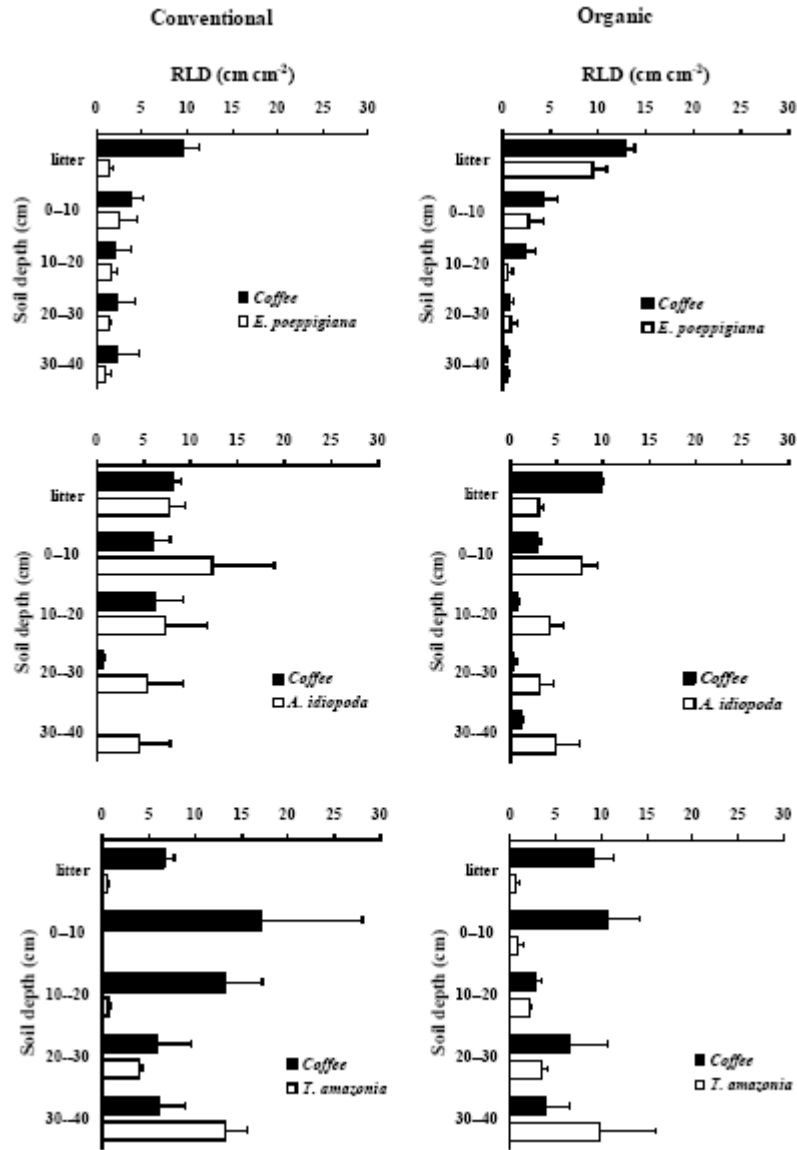 Conventional
Organic
RLD (cm cm-2)
RLD (cm cm-2)
0 5 10 15 20 25 30
0 5 10 15 20 25 30
Soil depth (cm)
litter
0--10
10--20
20--30
30--40
Coffee
E. poeppigiana
Soil depth (cm)
litter
0--10
10--20
20--30
30--40
Coffee
E. poeppigiana
0 5 10 15 20 25 30
0 5 10 15 20 25 30
Soil depth (cm)
litter
0--10
10--20
20--30
30--40
Coffee
A. idiopoda
Soil depth (cm)
litter
0--10
10--20
20--30
30--40
Coffee
A. idiopoda
0 5 10 15 20 25 30
0 5 10 15 20 25 30
Soil depth (cm)
litter
0--10
10--20
20--30
30--40
Coffee
T. amazonia
Soil depth (cm)
litter
0--10
10--20
20--30
30--40
Coffee
T. amazonia